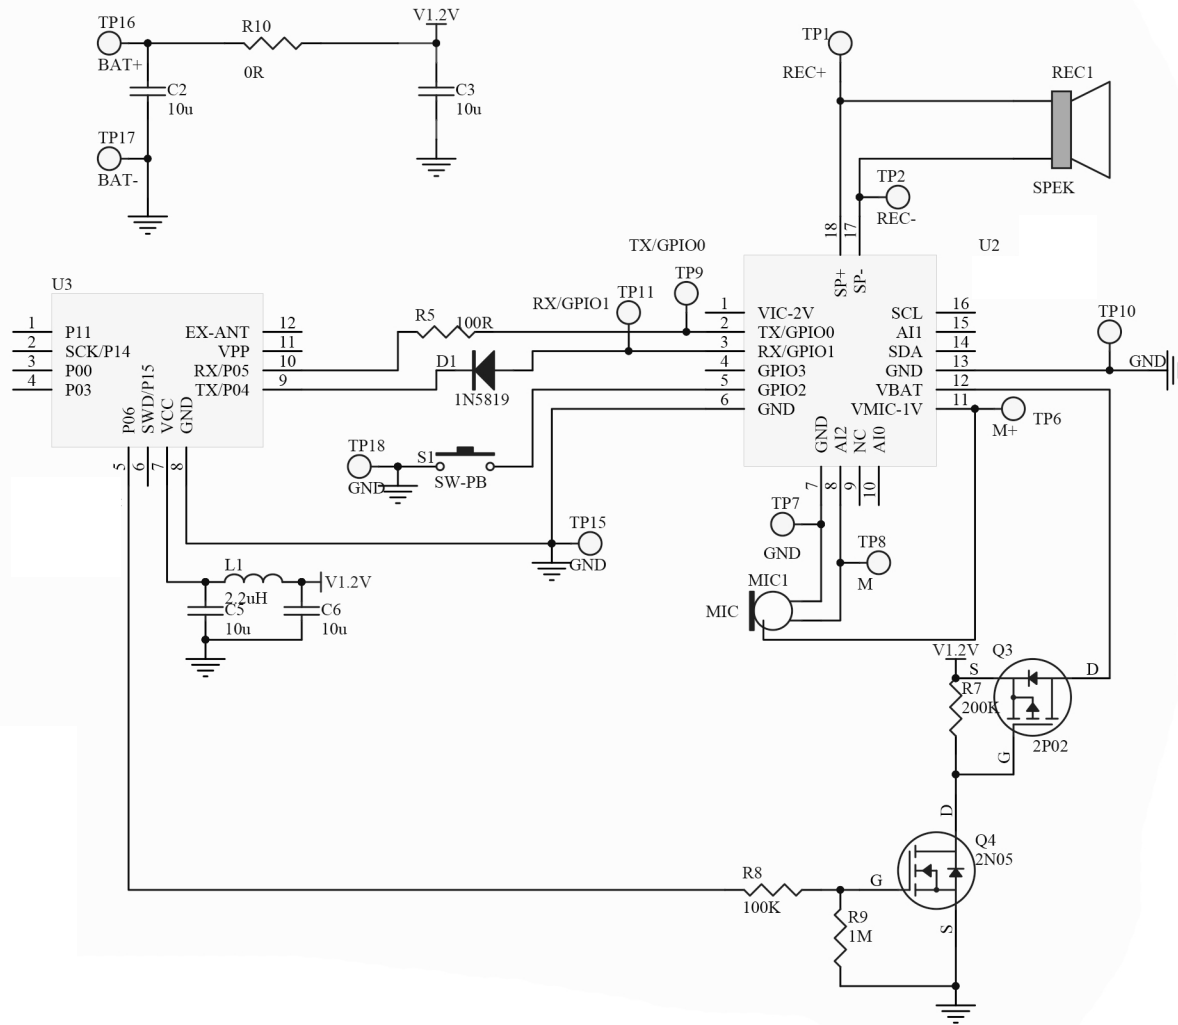 TP16
BAT+
R10
0R
V1.2V
C2
10u
C3
10u
TP17
BAT-
TP1
REC+
REC1
SPEK
TP2
REC-
18
17
U2
SP+
SP-
TX/GPIO0
TP9
RX/GPIO1
TP11
U3
1
P11
2
SCK/P14
3
P00
4
P03
EX-ANT
12
VPP
11
RX/P05
10
TX/P04
9
P06
SWD/P15
VCC
GND
5
6
7
8
R5
100R
D1
1N5819
1
VIC-2V
2
TX/GPIO0
3
RX/GPIO1
4
GPIO3
5
GPIO2
6
GND
SCL
16
AI1
15
SDA
14
GND
13
VBAT
12
VMIC-1V
11
GND
AI2
NC
AI0
7
8
9
10
TP10
GND
M+
TP6
TP18
GND
S1
SW-PB
TP15
GND
TP7
GND
TP8
M
MIC1
MIC
L1
2.2uH
V1.2V
C5
10u
C6
10u
V1.2V
S
Q3
D
R7
200K
2P02
G
D
Q4
2N05
G
S
R8
100K
R9
1M